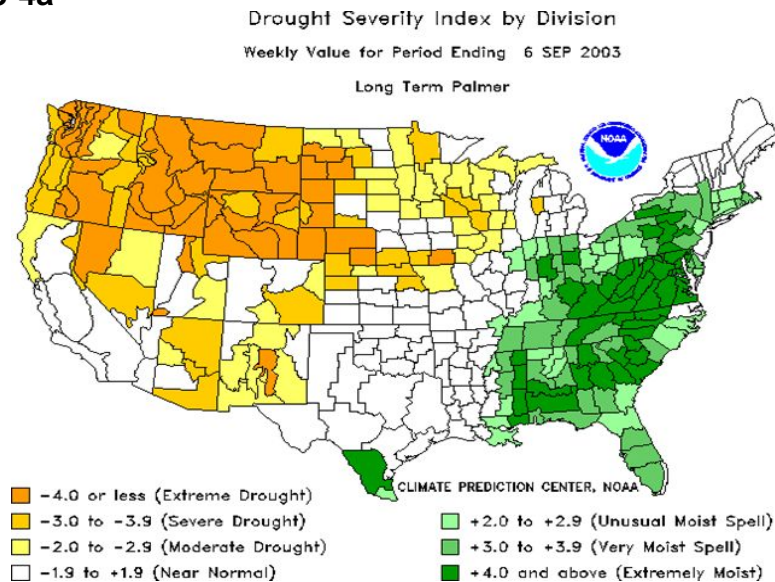 Drought Severity Index by Division
Weekly Value for Period Ending 6 SEP 2003
Long Term Palmer
NOAA
CLIMATE PREDICTION CENTER, NOAA
-4.0 or less (Extreme Drought)
-3.0 to -3.9 (Severe Drought)
-2.0 to -2.9 (Moderate Drought)
-1.9 to +1.9 (Near Normal)
+2.0 to +2.9 (Unusual Moist Spell)
+3.0 to +3.9 (Very Moist Spell)
+4.0 and above (Extremely Moist)